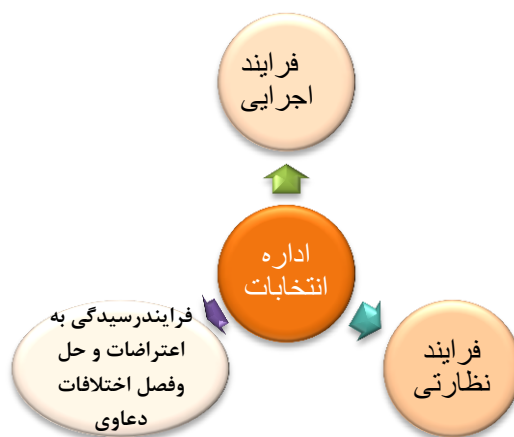 فرایند
اجرایی
اداره
انتخابات
فرایندرسیدگی به
اعتراضات و حل
وفصل اختلافات
دعاوی
فرایند
نظارتی